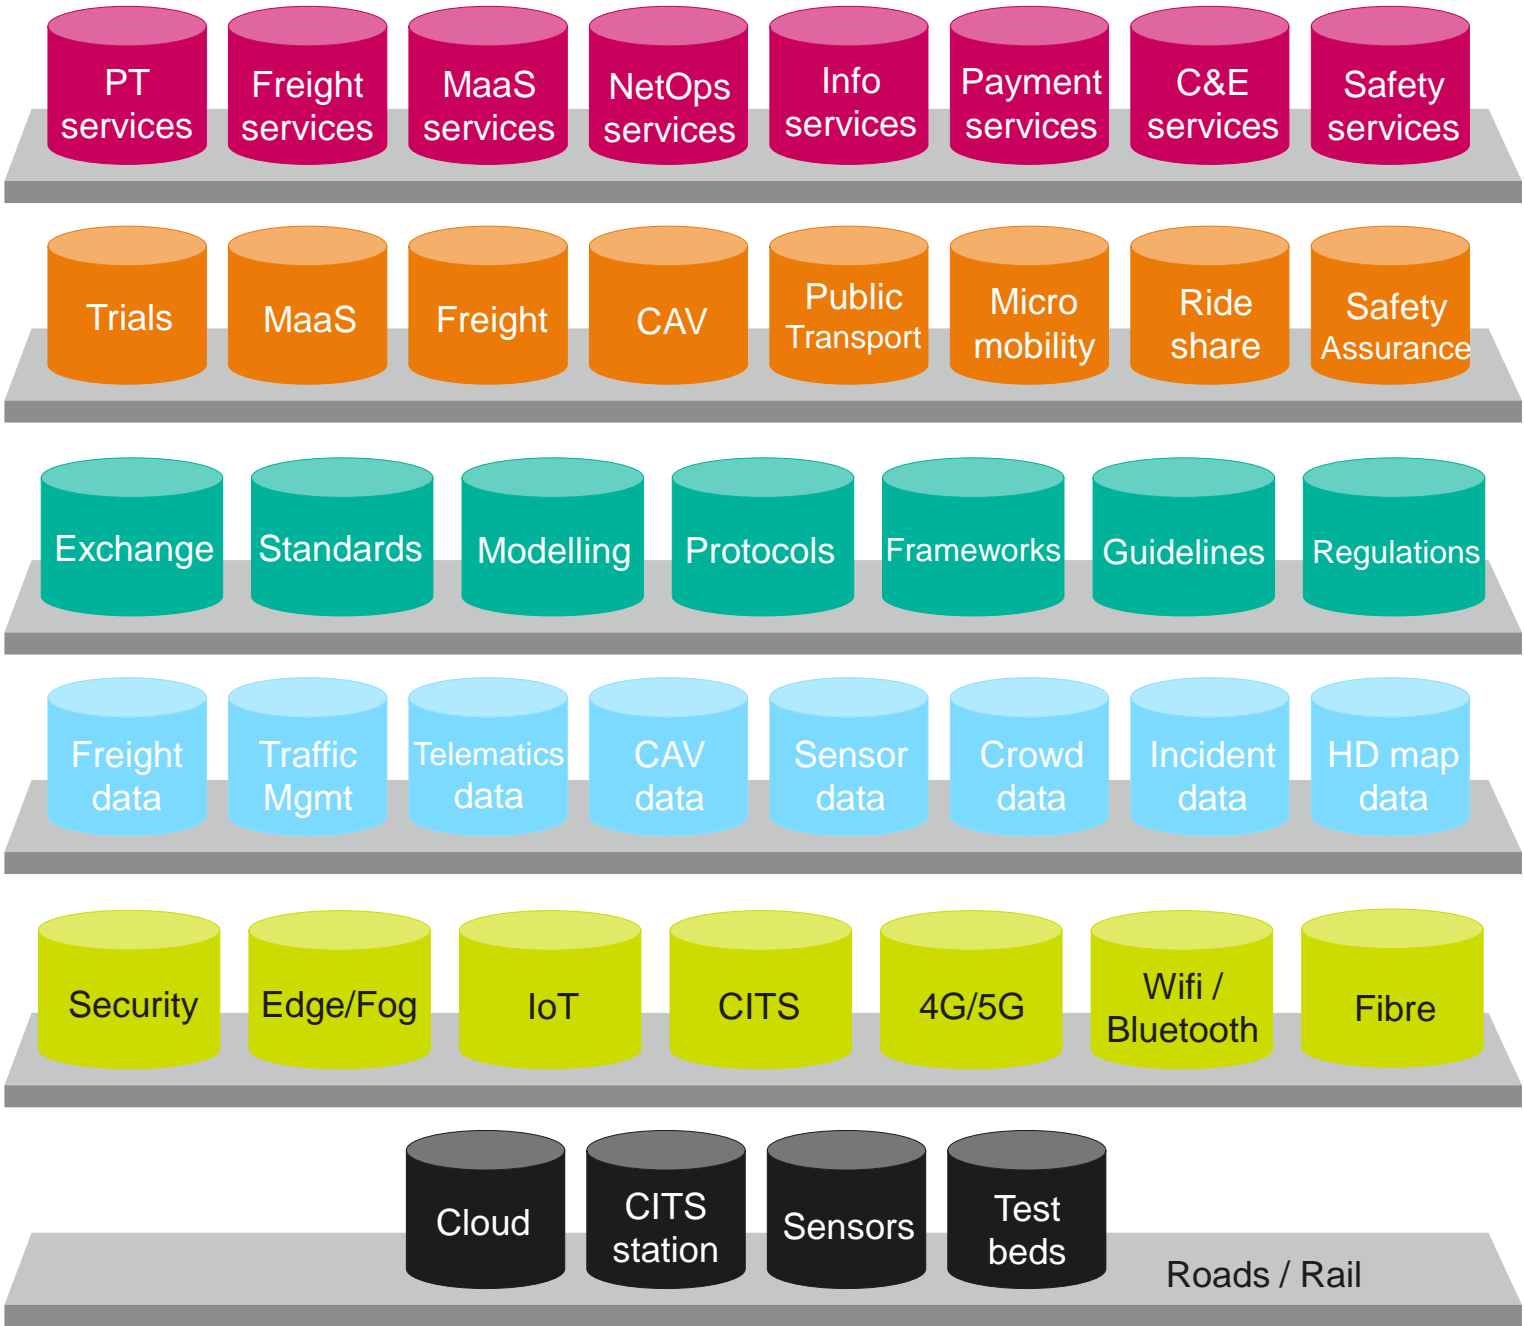 PT
services
Freight
services
MaaS
services
NetOps
services
Info
services
Payment
services
C&E
services
Safety
services
Trials
MaaS
Freight
CAV
Public
Transport
Micro
mobility
Ride
share
Safety
Assurance
Exchange
Standards
Modelling
Protocols
Frameworks
Guidelines
Regulations
Freight
data
Traffic
Mgmt
Telematics
data
CAV
data
Sensor
data
Crowd
data
Incident
data
HD map
data
Security
Edge/Fog
IoT
CITS
4G/5G
Wifi /
Bluetooth
Fibre
Cloud
CITS
station
Sensors
Test
beds
Roads / Rail